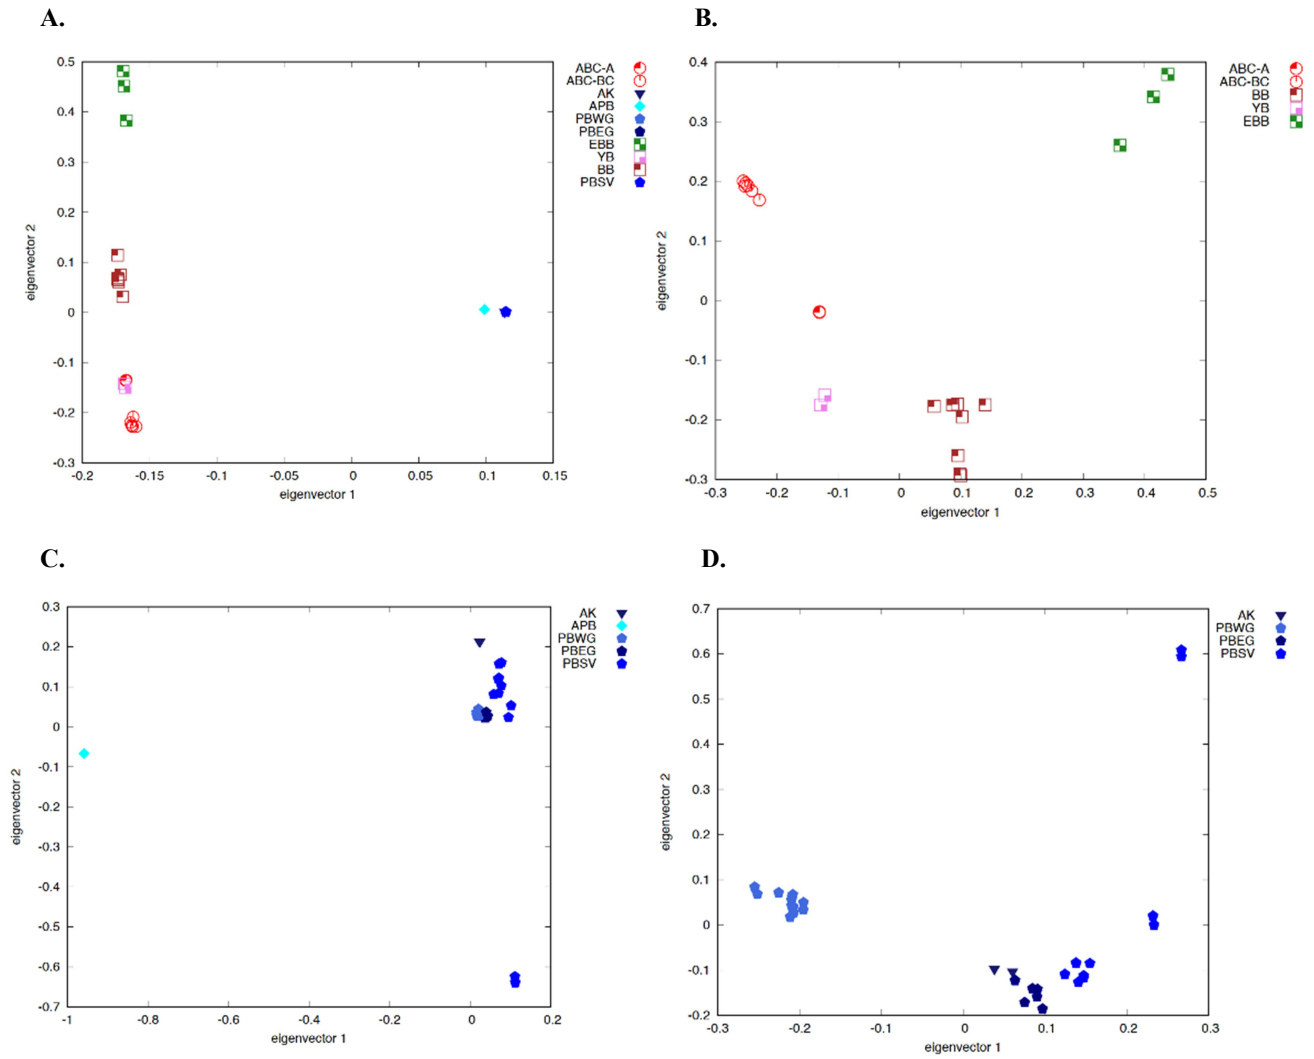 A.
0.5
0.4
0.3
0.2
0.1
0
-0.1
-0.2
-0.3
eigenvector 2
-0.2
-0.15
-0.1
-0.05
0
0.05
0.1
0.15
eigenvector 1
ABC-A
ABC-BC
AK
APB
PBWG
PBEG
EBB
YB
BB
PBSV
B.
0.4
0.3
0.2
0.1
0
-0.1
-0.2
-0.3
eigenvector 2
-0.3
-0.2
-0.1
0
0.1
0.2
0.3
0.4
0.5
eigenvector 1
ABC-A
ABC-BC
BB
YB
EBB
C.
0.3
0.2
0.1
0
-0.1
-0.2
-0.3
-0.4
-0.5
-0.6
-0.7
eigenvector 2
-1
-0.8
-0.6
-0.4
-0.2
0
0.2
eigenvector 1
AK
APB
PBWG
PBEG
PBSV
D.
0.7
0.6
0.5
0.4
0.3
0.2
0.1
0
-0.1
-0.2
eigenvector 2
-0.3
-0.2
-0.1
0
0.1
0.2
0.3
eigenvector 1
AK
PBWG
PBEG
PBSV